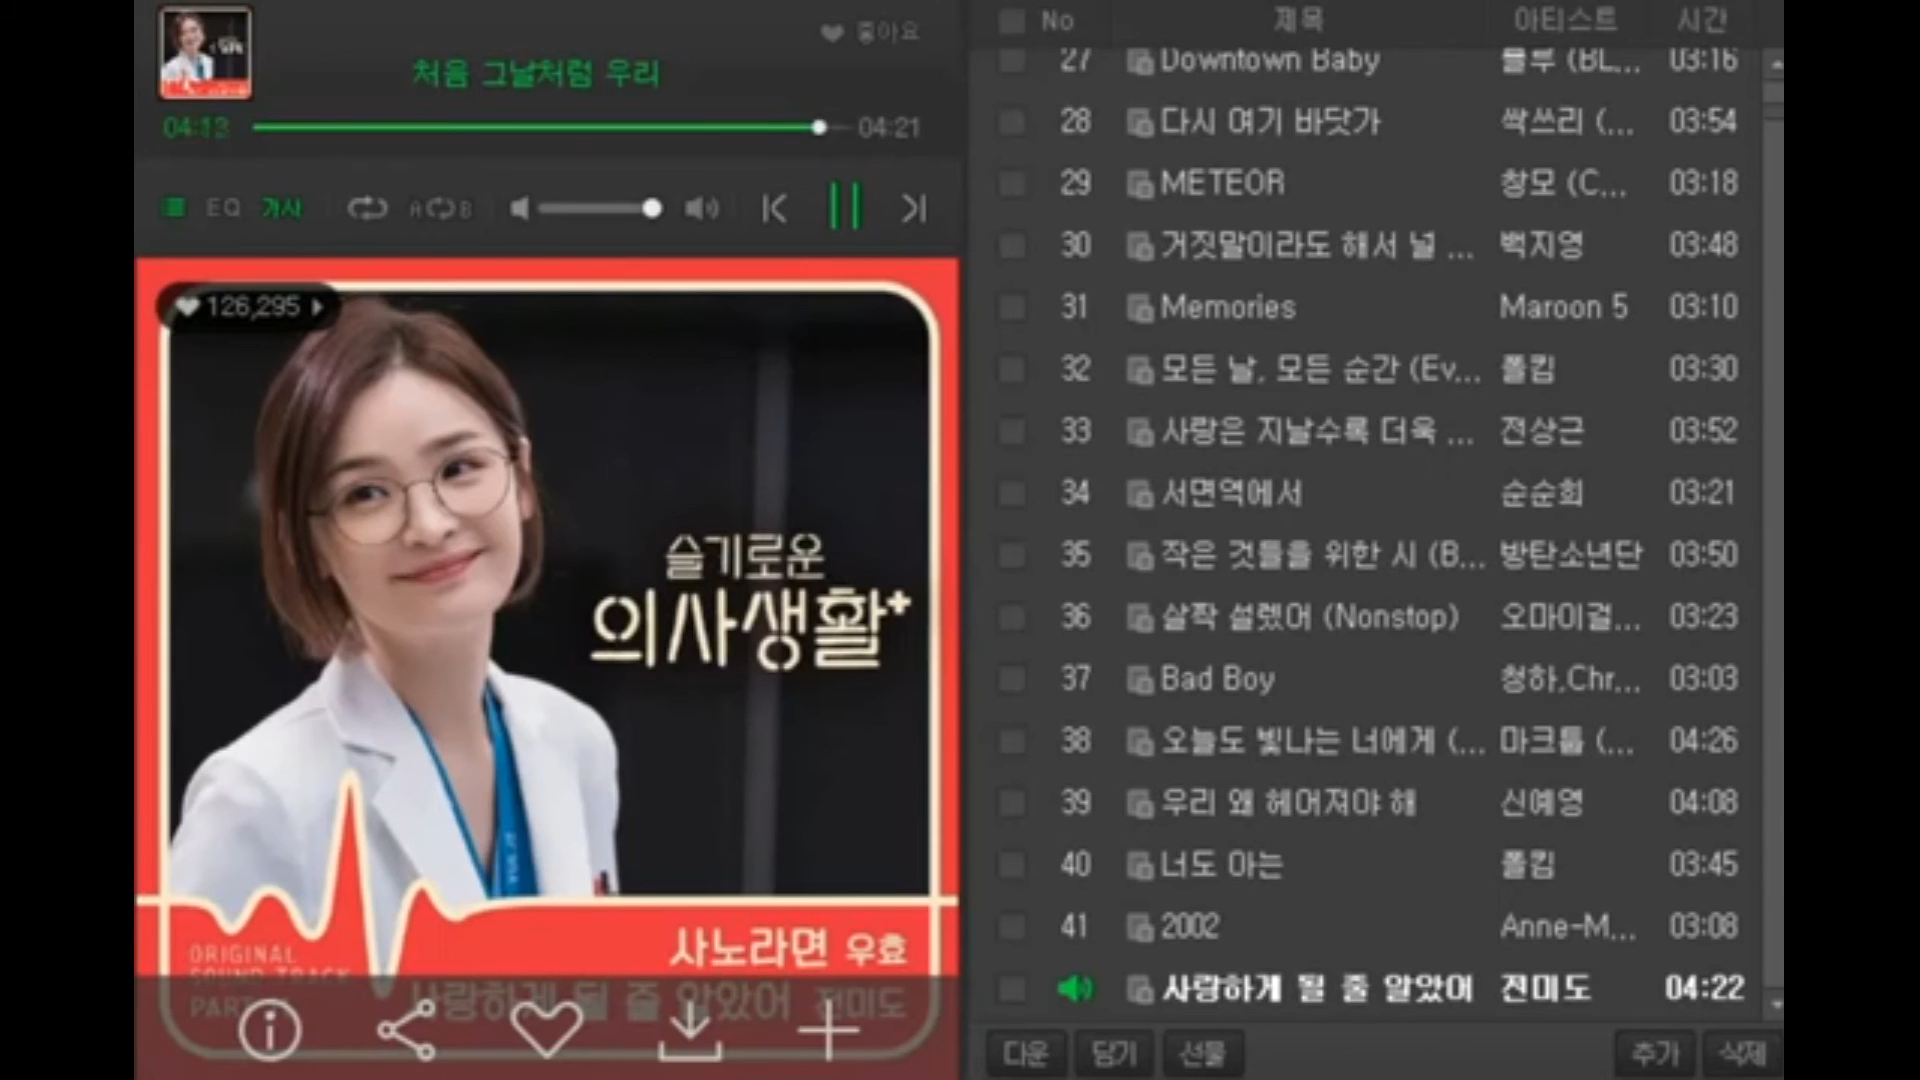 좋아요
처음 그날처럼 우리
04:13 04:21
EQ 가사 A B
126,295
슬기로운
의사생활+
ORIGINAL
SOUND TRACK
사노라면 우효
사랑하게 될 줄 알았어 전미도
No 제목 아티스트 시간
27 Downtown Baby 블루 (BL... 03:16
28 다시 여기 바닷가 싹쓰리 (... 03:54
29 METEOR 창모 (C... 03:18
30 거짓말이라도 해서 널 ... 백지영 03:48
31 Memories Maroon 5 03:10
32 모든 날, 모든 순간 (Ev... 폴킴 03:30
33 사랑은 지날수록 더욱 ... 전상근 03:52
34 서면역에서 순순희 03:21
35 작은 것들을 위한 시 (B... 방탄소년단 03:50
36 살짝 설렜어 (Nonstop) 오마이걸... 03:23
37 Bad Boy 청하,Chr... 03:03
38 오늘도 빛나는 너에게 (... 마크툽 (... 04:26
39 우리 왜 헤어져야 해 신예영 04:08
40 너도 아는 폴킴 03:45
41 2002 Anne-M... 03:08
사랑하게 될 줄 알았어 전미도 04:22
다운 담기 선물 추가 삭제